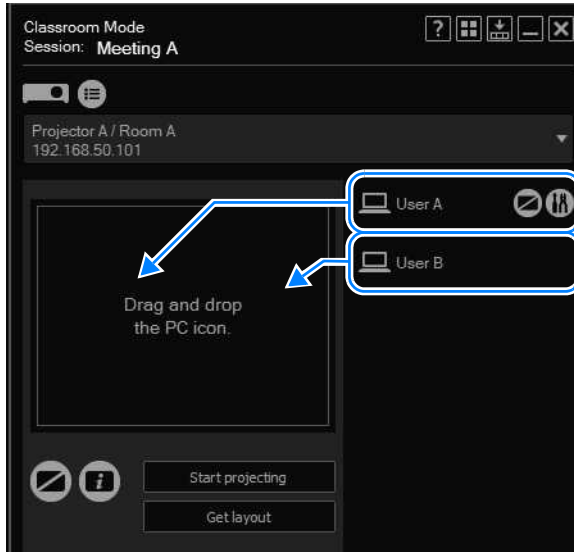 Classroom Mode
Session: Meeting A
?
Projector A / Room A
192.168.50.101
User A
User B
Drag and drop
the PC icon.
i
Start projecting
Get layout